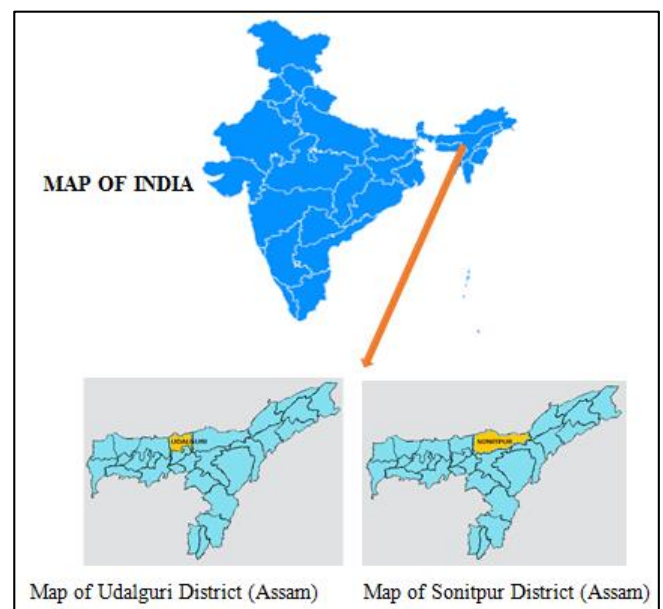 MAP OF INDIA
UDALGURI
SONITPUR
Map of Udalguri District (Assam)
Map of Sonitpur District (Assam)